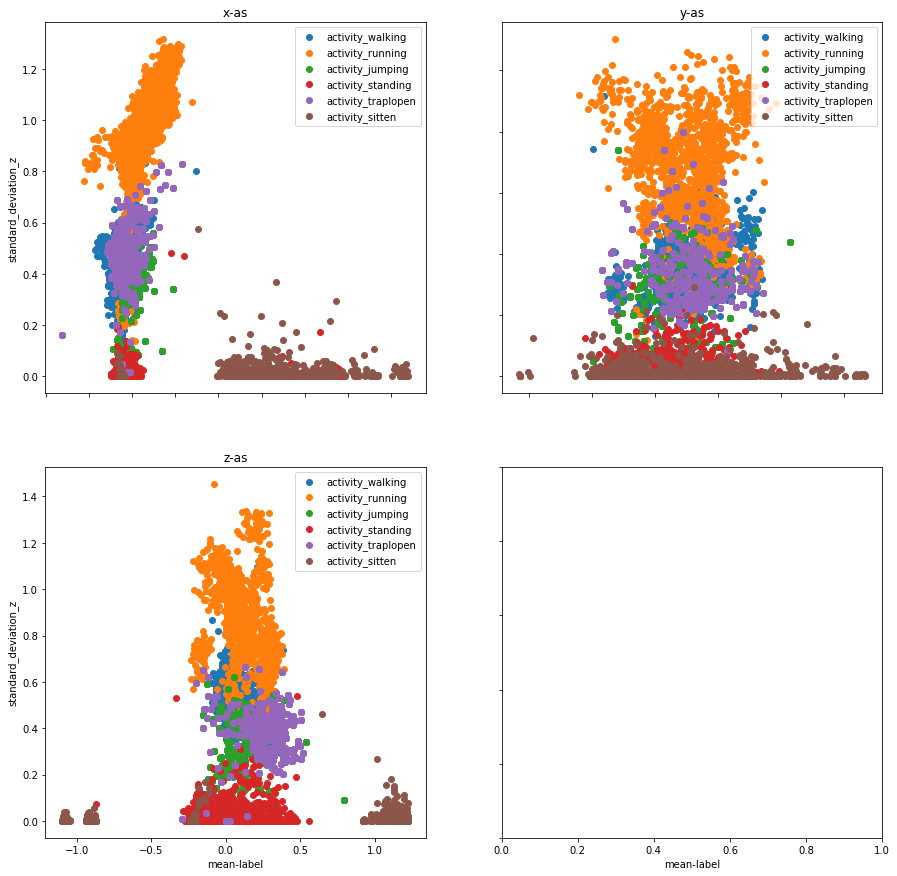 x-as
activity_walking
activity_running
activity_jumping
activity_standing
activity_traplopen
activity_sitten
standard_deviation_z
1.2
1.0
0.8
0.6
0.4
0.2
0.0
y-as
activity_walking
activity_running
activity_jumping
activity_standing
activity_traplopen
activity_sitten
z-as
activity_walking
activity_running
activity_jumping
activity_standing
activity_traplopen
activity_sitten
standard_deviation_z
1.4
1.2
1.0
0.8
0.6
0.4
0.2
0.0
−1.0 −0.5 0.0 0.5 1.0
mean-label
0.0 0.2 0.4 0.6 0.8 1.0
mean-label